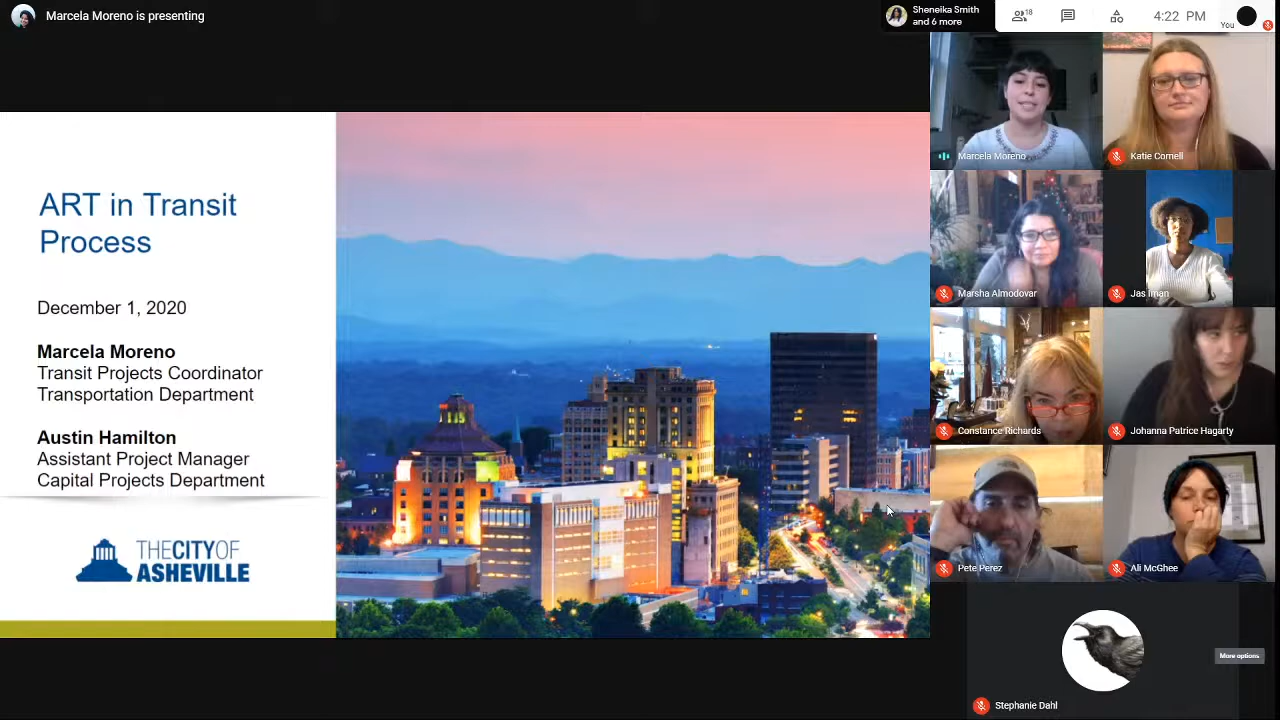 Marcela Moreno is presenting
Sheneika Smith
and 6 more
18
4:22 PM
You
ART in Transit
Process
December 1, 2020
Marcela Moreno
Transit Projects Coordinator
Transportation Department
Austin Hamilton
Assistant Project Manager
Capital Projects Department
THE CITY OF
ASHEVILLE
Marcela Moreno
Katie Cornell
Marsha Almodovar
Jas Iman
Constance Richards
Johanna Patrice Hagarty
Pete Perez
Ali McGhee
More options
Stephanie Dahl